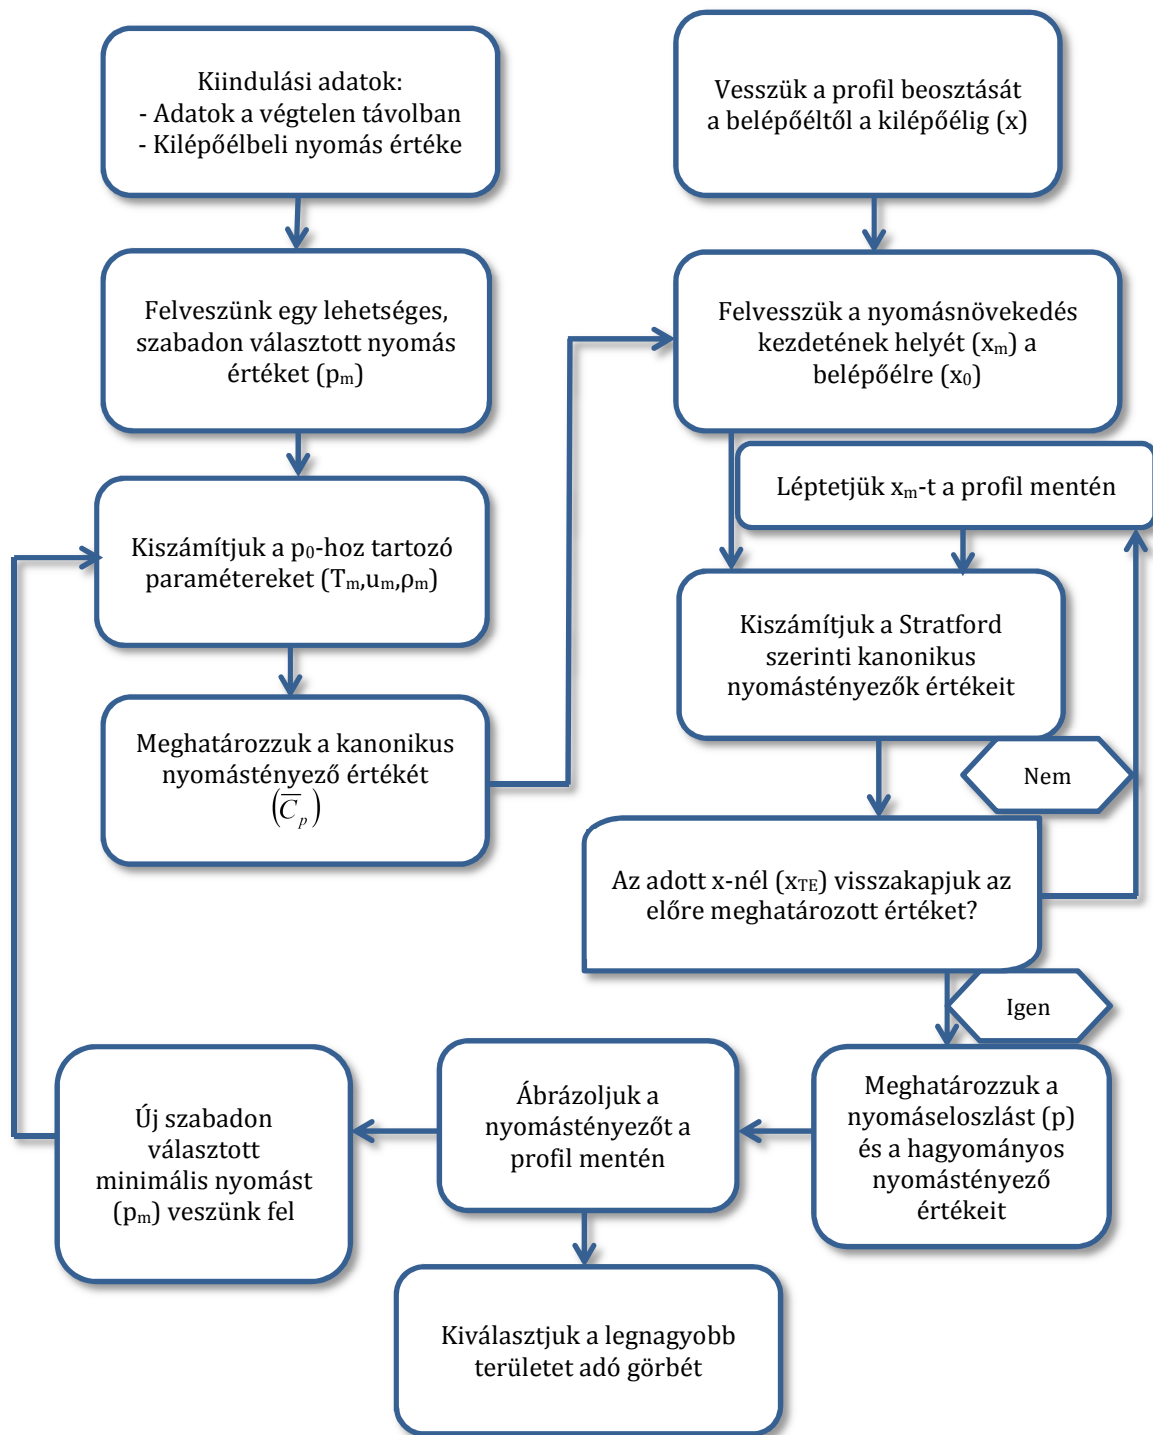 Kiindulási adatok:
- Adatok a végtelen távolban
- Kilépőélbeli nyomás értéke
Vesszük a profil beosztását
a belépőéltől a kilépőélig (x)
Felveszünk egy lehetséges,
szabadon választott nyomás
értéket (pₘ)
Felvesszük a nyomásnövekedés
kezdetének helyét (xₘ) a
belépőélre (x₀)
Léptetjük xₘ-t a profil mentén
Kiszámítjuk a p₀-hoz tartozó
paramétereket (Tₘ,uₘ,ρₘ)
Kiszámítjuk a Stratford
szerinti kanonikus
nyomástényezők értékeit
Meghatározzuk a kanonikus
nyomástényező értékét
(C̅ₚ)
Nem
Az adott x-nél (x_TE) visszakapjuk az
előre meghatározott értéket?
Igen
Meghatározzuk a
nyomáseloszlást (p)
és a hagyományos
nyomástényező
értékeit
Ábrázoljuk a
nyomástényezőt a
profil mentén
Új szabadon
választott
minimális nyomást
(pₘ) veszünk fel
Kiválasztjuk a legnagyobb
területet adó görbét